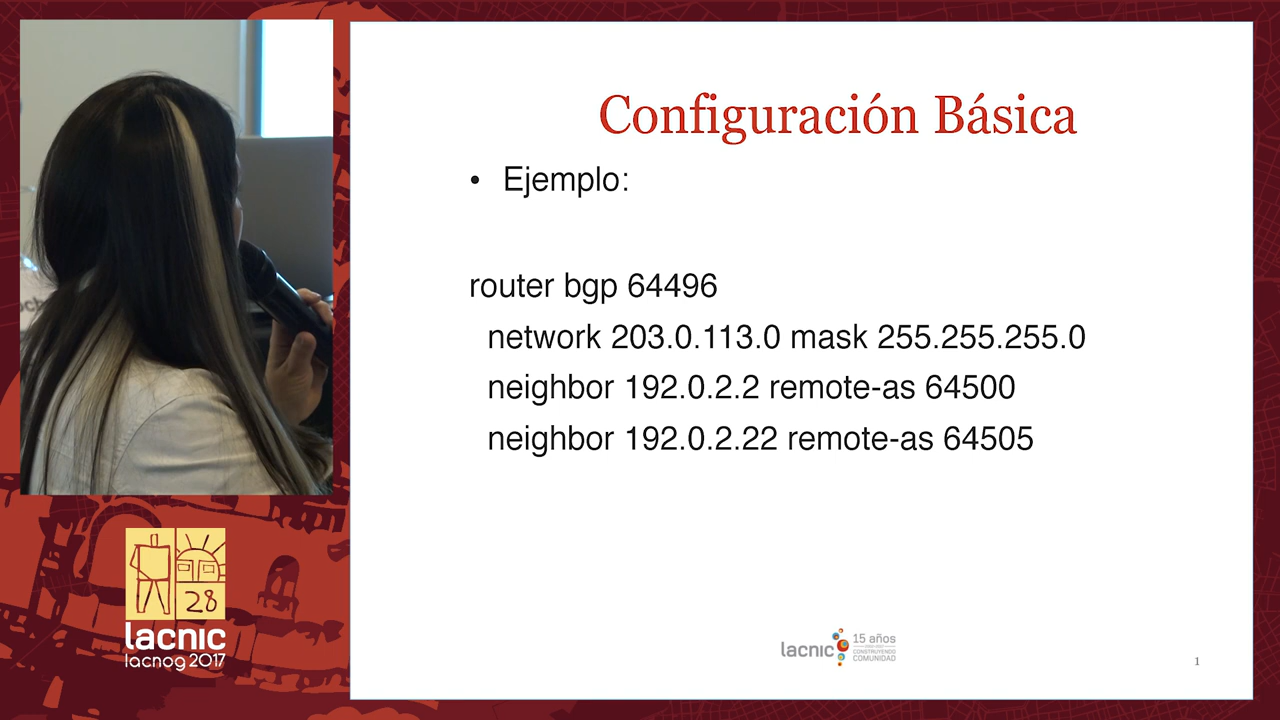 Configuración Básica
• Ejemplo:
router bgp 64496
network 203.0.113.0 mask 255.255.255.0
neighbor 192.0.2.2 remote-as 64500
neighbor 192.0.2.22 remote-as 64505
28
lacnic
lacnog 2017
lacnic
15 años
CONSTRUYENDO
COMUNIDAD
1